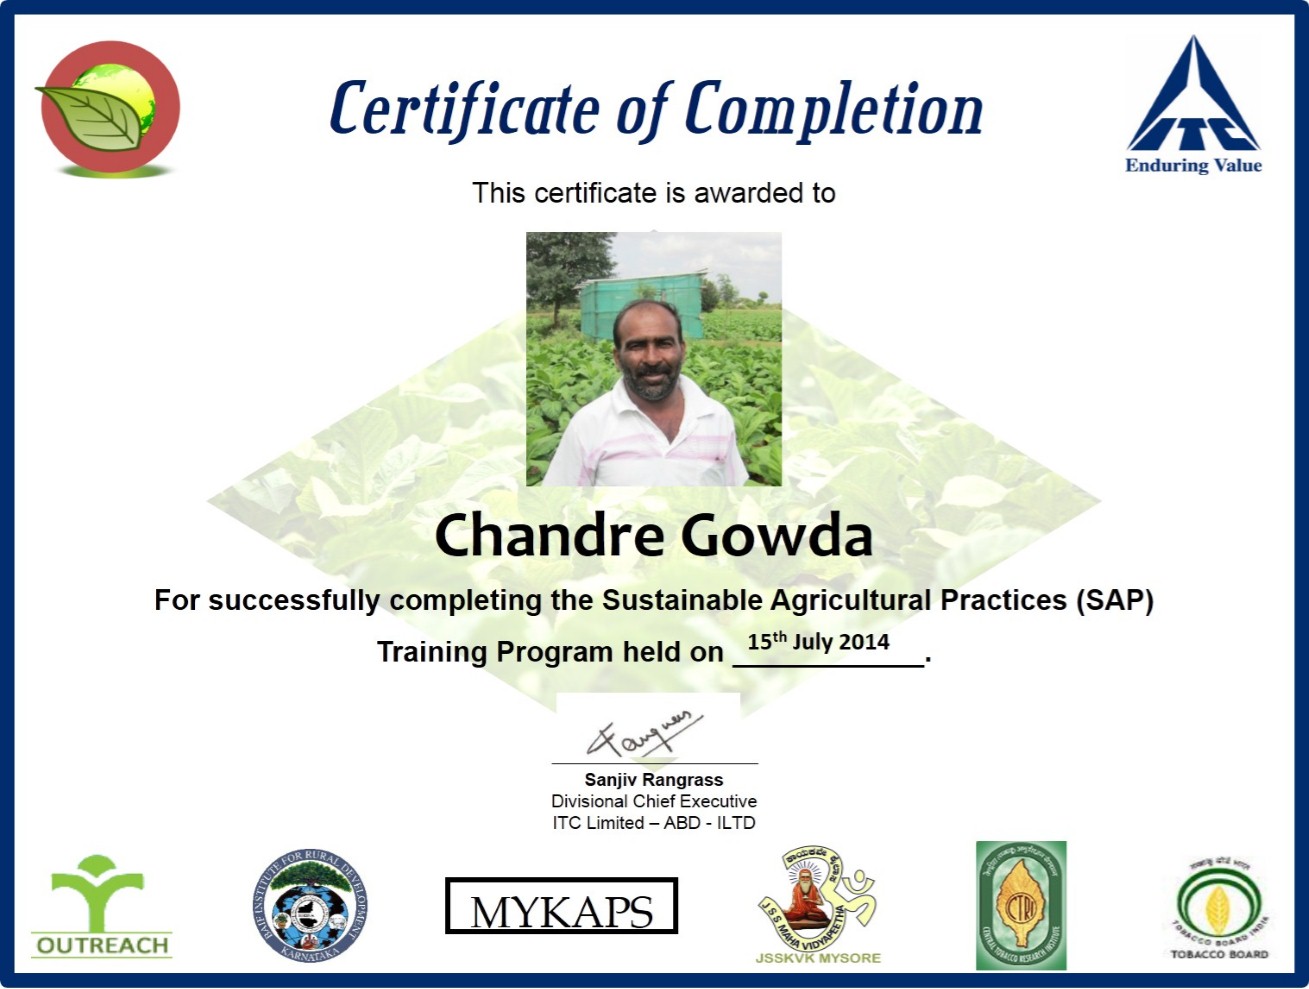 Certificate of Completion
ITC
Enduring Value
This certificate is awarded to
Chandre Gowda
For successfully completing the Sustainable Agricultural Practices (SAP)
Training Program held on 15th July 2014.
Sanjiv Rangrass
Divisional Chief Executive
ITC Limited – ABD - ILTD
OUTREACH
BAIF INSTITUTE FOR RURAL DEVELOPMENT
KARNATAKA
MYKAPS
JSS MAHA VIDYAPEETHA
JSSKVK MYSORE
CTRI
CENTRAL TOBACCO RESEARCH INSTITUTE
TOBACCO BOARD INDIA
TOBACCO BOARD